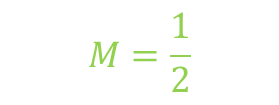 M = 1/2